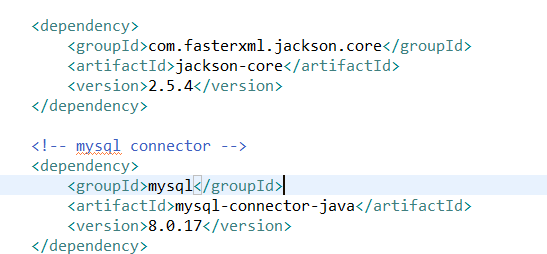 <dependency>
<groupId>com.fasterxml.jackson.core</groupId>
<artifactId>jackson-core</artifactId>
<version>2.5.4</version>
</dependency>
<!-- mysql connector -->
<dependency>
<groupId>mysql</groupId>
<artifactId>mysql-connector-java</artifactId>
<version>8.0.17</version>
</dependency>